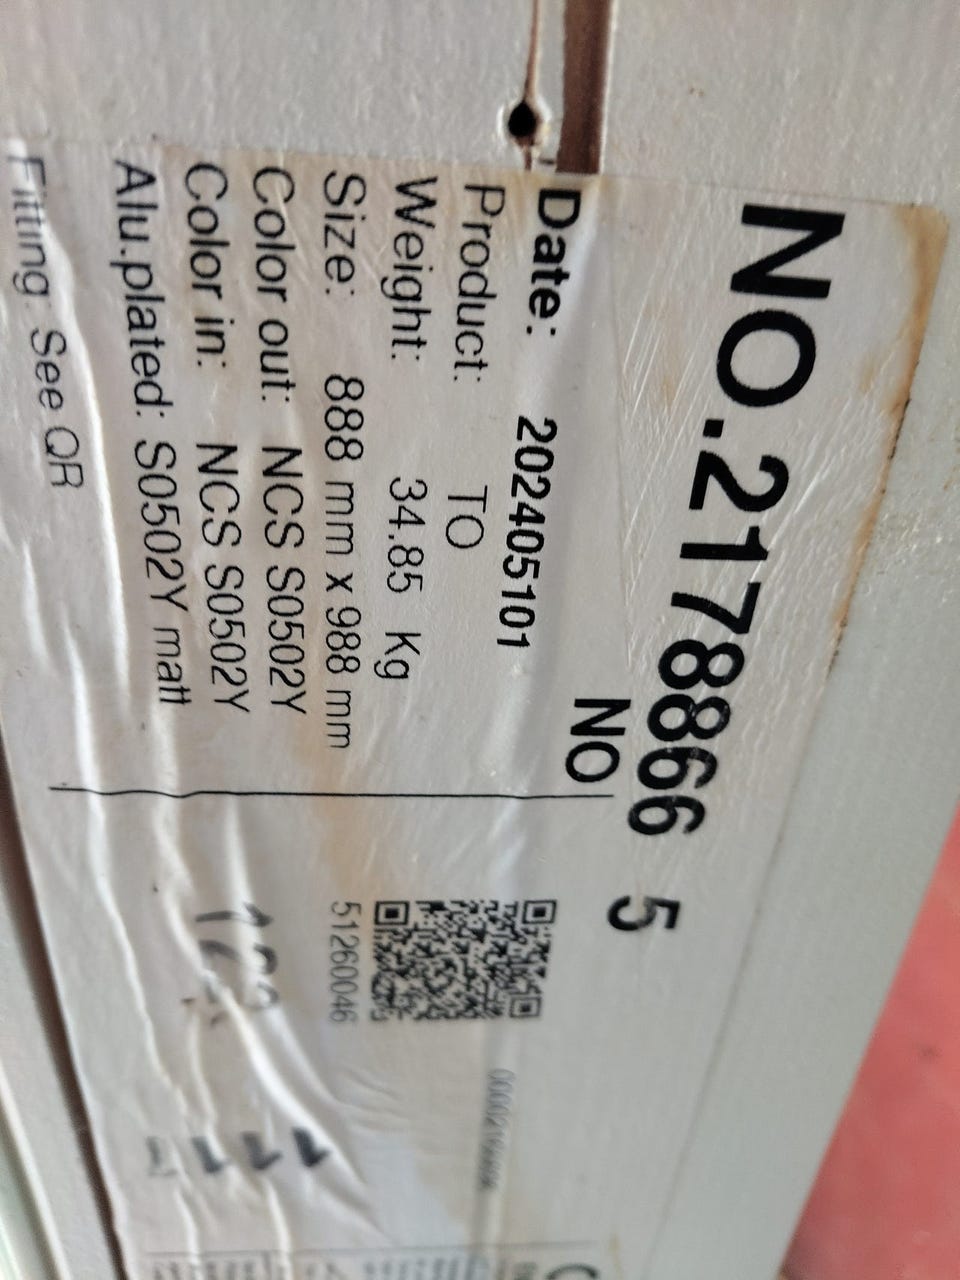 NO.2178866 5
NO
Date: 202405101
Product: TO
Weight: 34.85 Kg
Size: 888 mm x 988 mm
Color out: NCS S0502Y
Color in: NCS S0502Y
Alu.plated: S0502Y matt
Fitting: See QR
51260046